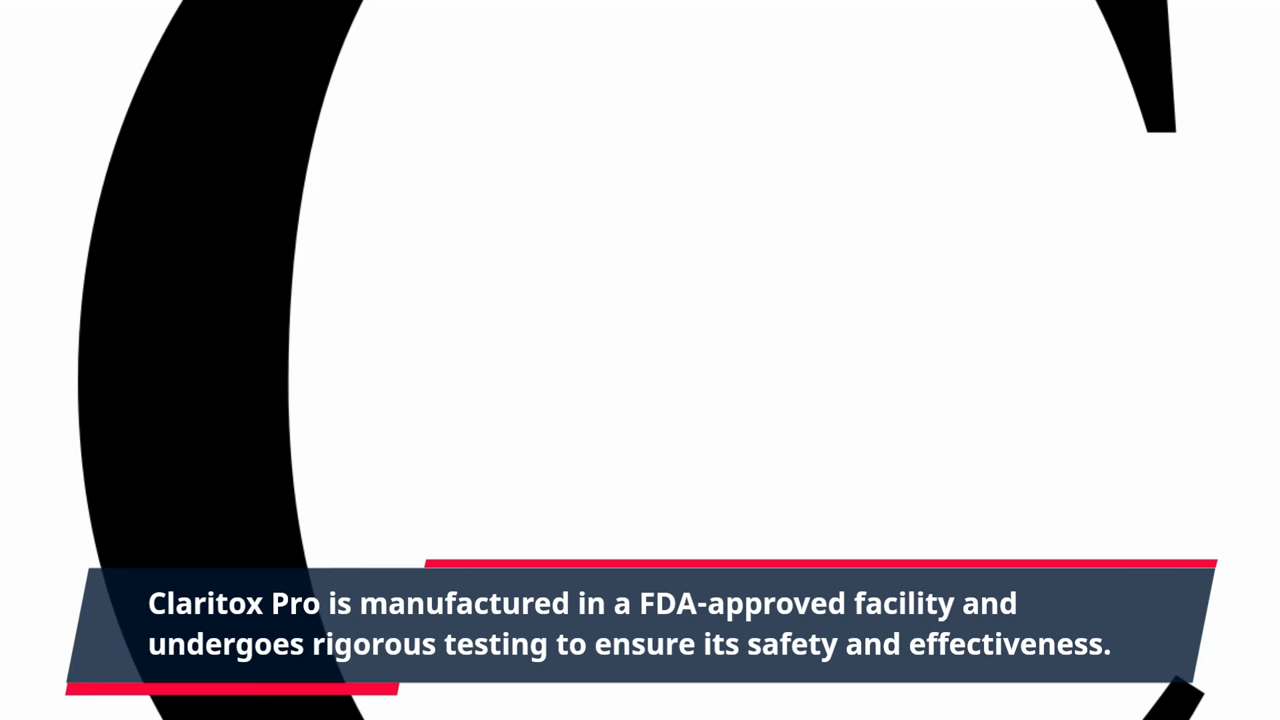 C
Claritox Pro is manufactured in a FDA-approved facility and
undergoes rigorous testing to ensure its safety and effectiveness.